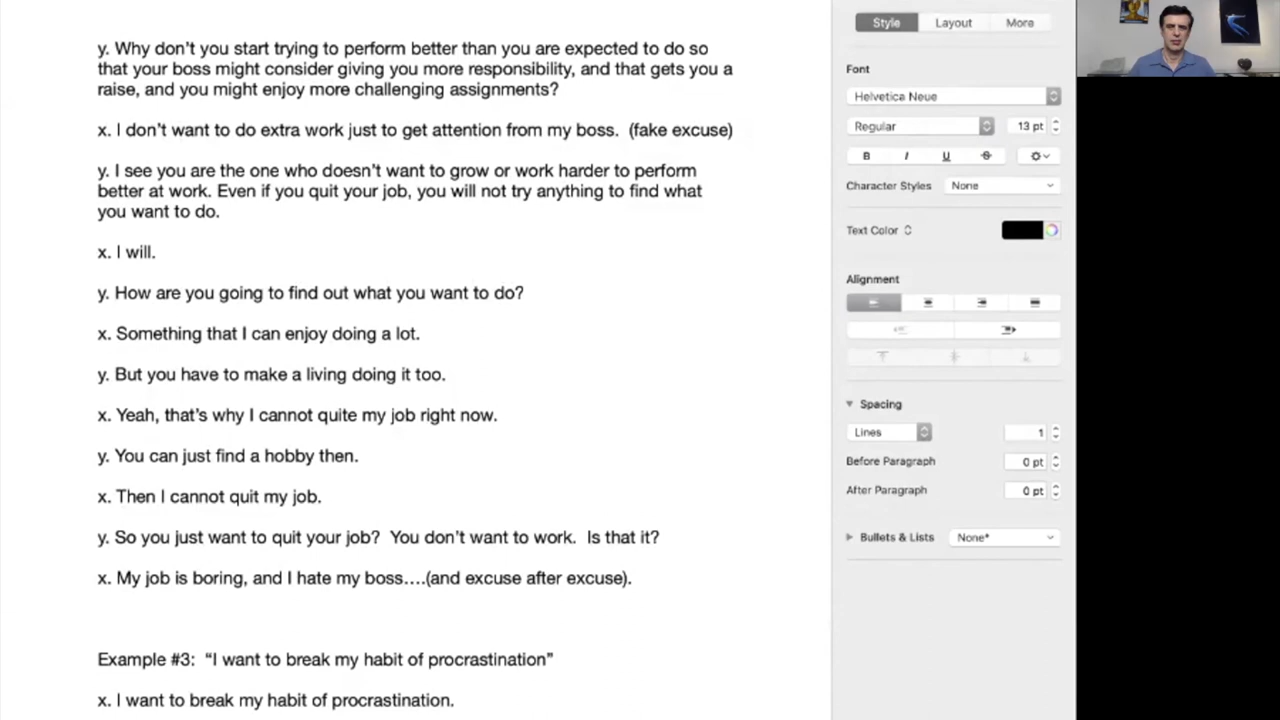 y. Why don't you start trying to perform better than you are expected to do so
that your boss might consider giving you more responsibility, and that gets you a
raise, and you might enjoy more challenging assignments?
x. I don't want to do extra work just to get attention from my boss.  (fake excuse)
y. I see you are the one who doesn't want to grow or work harder to perform
better at work. Even if you quit your job, you will not try anything to find what
you want to do.
x. I will.
y. How are you going to find out what you want to do?
x. Something that I can enjoy doing a lot.
y. But you have to make a living doing it too.
x. Yeah, that's why I cannot quite my job right now.
y. You can just find a hobby then.
x. Then I cannot quit my job.
y. So you just want to quit your job?  You don't want to work.  Is that it?
x. My job is boring, and I hate my boss….(and excuse after excuse).
Example #3:  “I want to break my habit of procrastination”
x. I want to break my habit of procrastination.
Style Layout More
Font
Helvetica Neue
Regular 13 pt
B I U S
Character Styles None
Text Color
Alignment
Spacing
Lines 1
Before Paragraph 0 pt
After Paragraph 0 pt
Bullets & Lists None*